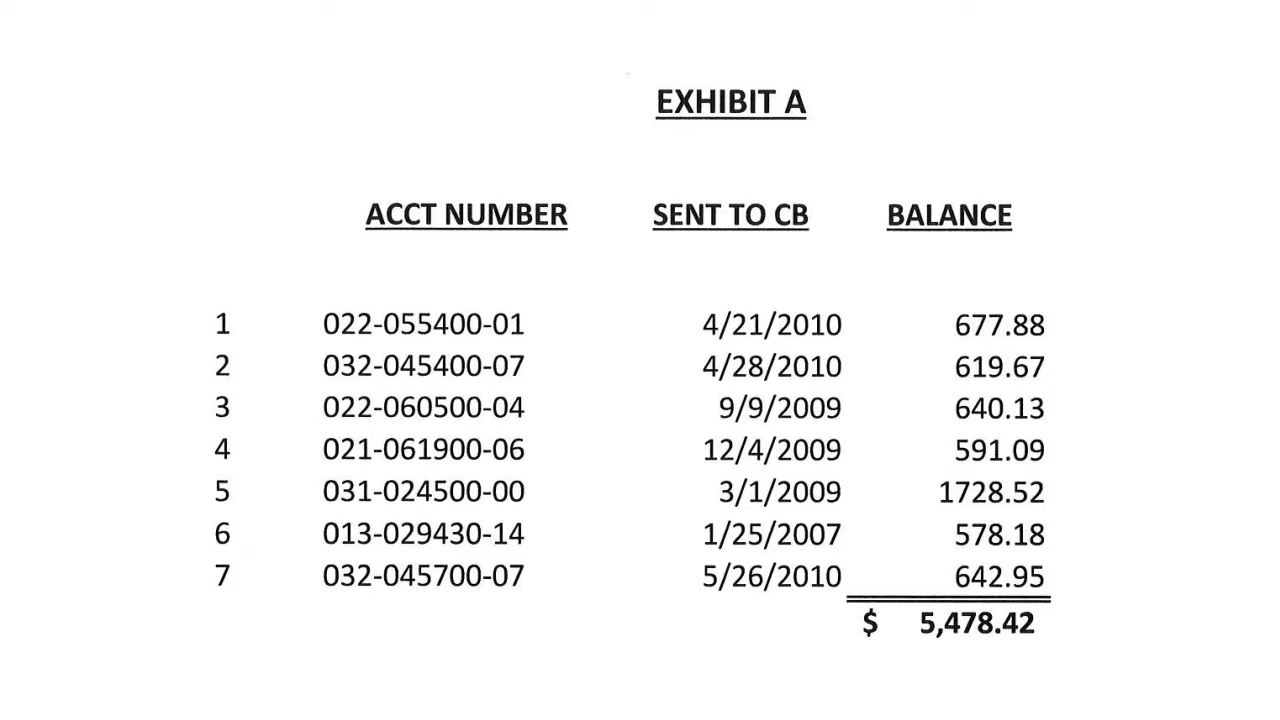 EXHIBIT A
ACCT NUMBER SENT TO CB BALANCE
1 022-055400-01 4/21/2010 677.88
2 032-045400-07 4/28/2010 619.67
3 022-060500-04 9/9/2009 640.13
4 021-061900-06 12/4/2009 591.09
5 031-024500-00 3/1/2009 1728.52
6 013-029430-14 1/25/2007 578.18
7 032-045700-07 5/26/2010 642.95
$ 5,478.42